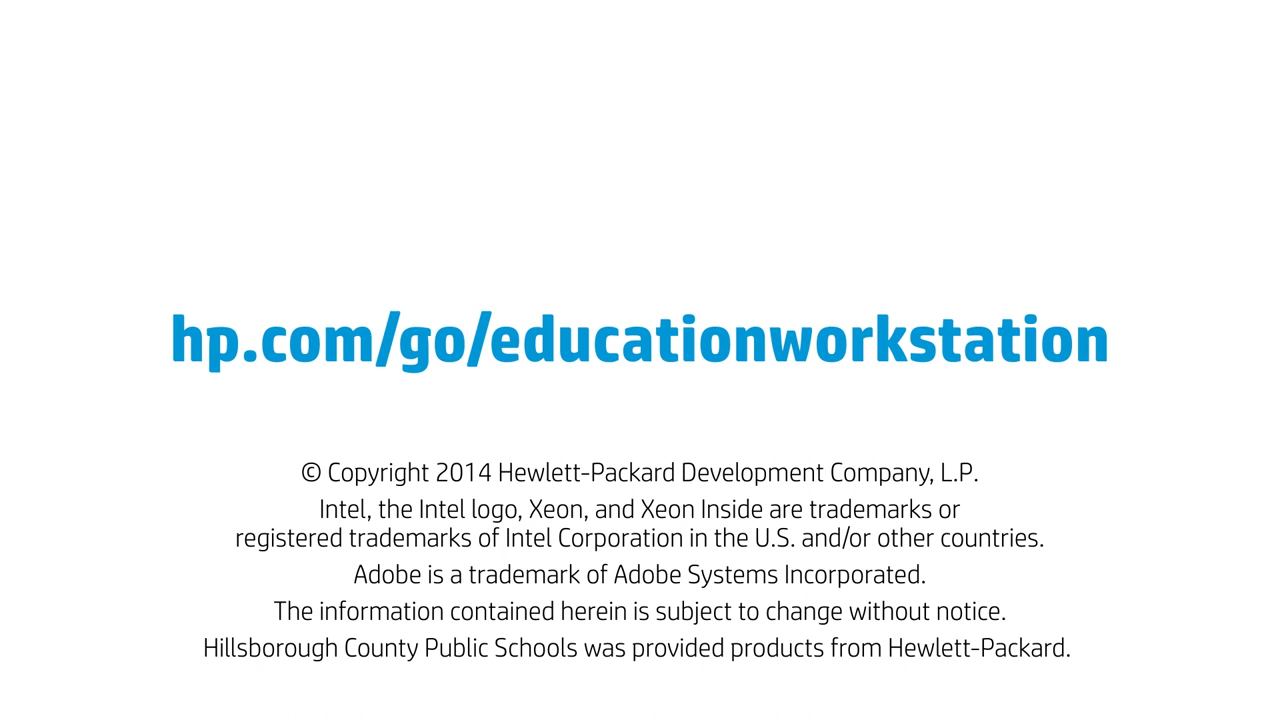 hp.com/go/educationworkstation
© Copyright 2014 Hewlett-Packard Development Company, L.P.
Intel, the Intel logo, Xeon, and Xeon Inside are trademarks or
registered trademarks of Intel Corporation in the U.S. and/or other countries.
Adobe is a trademark of Adobe Systems Incorporated.
The information contained herein is subject to change without notice.
Hillsborough County Public Schools was provided products from Hewlett-Packard.